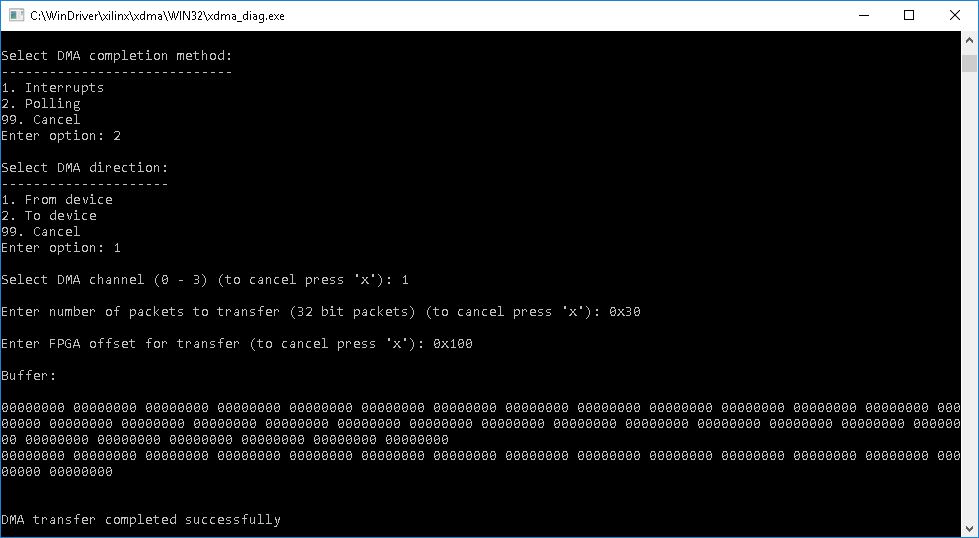 C:\WinDriver\xilinx\xdma\WIN32\xdma_diag.exe
Select DMA completion method:
-----------------------------
1. Interrupts
2. Polling
99. Cancel
Enter option: 2
Select DMA direction:
---------------------
1. From device
2. To device
99. Cancel
Enter option: 1
Select DMA channel (0 - 3) (to cancel press 'x'): 1
Enter number of packets to transfer (32 bit packets) (to cancel press 'x'): 0x30
Enter FPGA offset for transfer (to cancel press 'x'): 0x100
Buffer:
00000000 00000000 00000000 00000000 00000000 00000000 00000000 00000000 00000000 00000000 00000000 00000000 00000000 000
00000 00000000 00000000 00000000 00000000 00000000 00000000 00000000 00000000 00000000 00000000 00000000 00000000 000000
00 00000000 00000000 00000000 00000000 00000000 00000000
00000000 00000000 00000000 00000000 00000000 00000000 00000000 00000000 00000000 00000000 00000000 00000000 00000000 000
00000 00000000
DMA transfer completed successfully